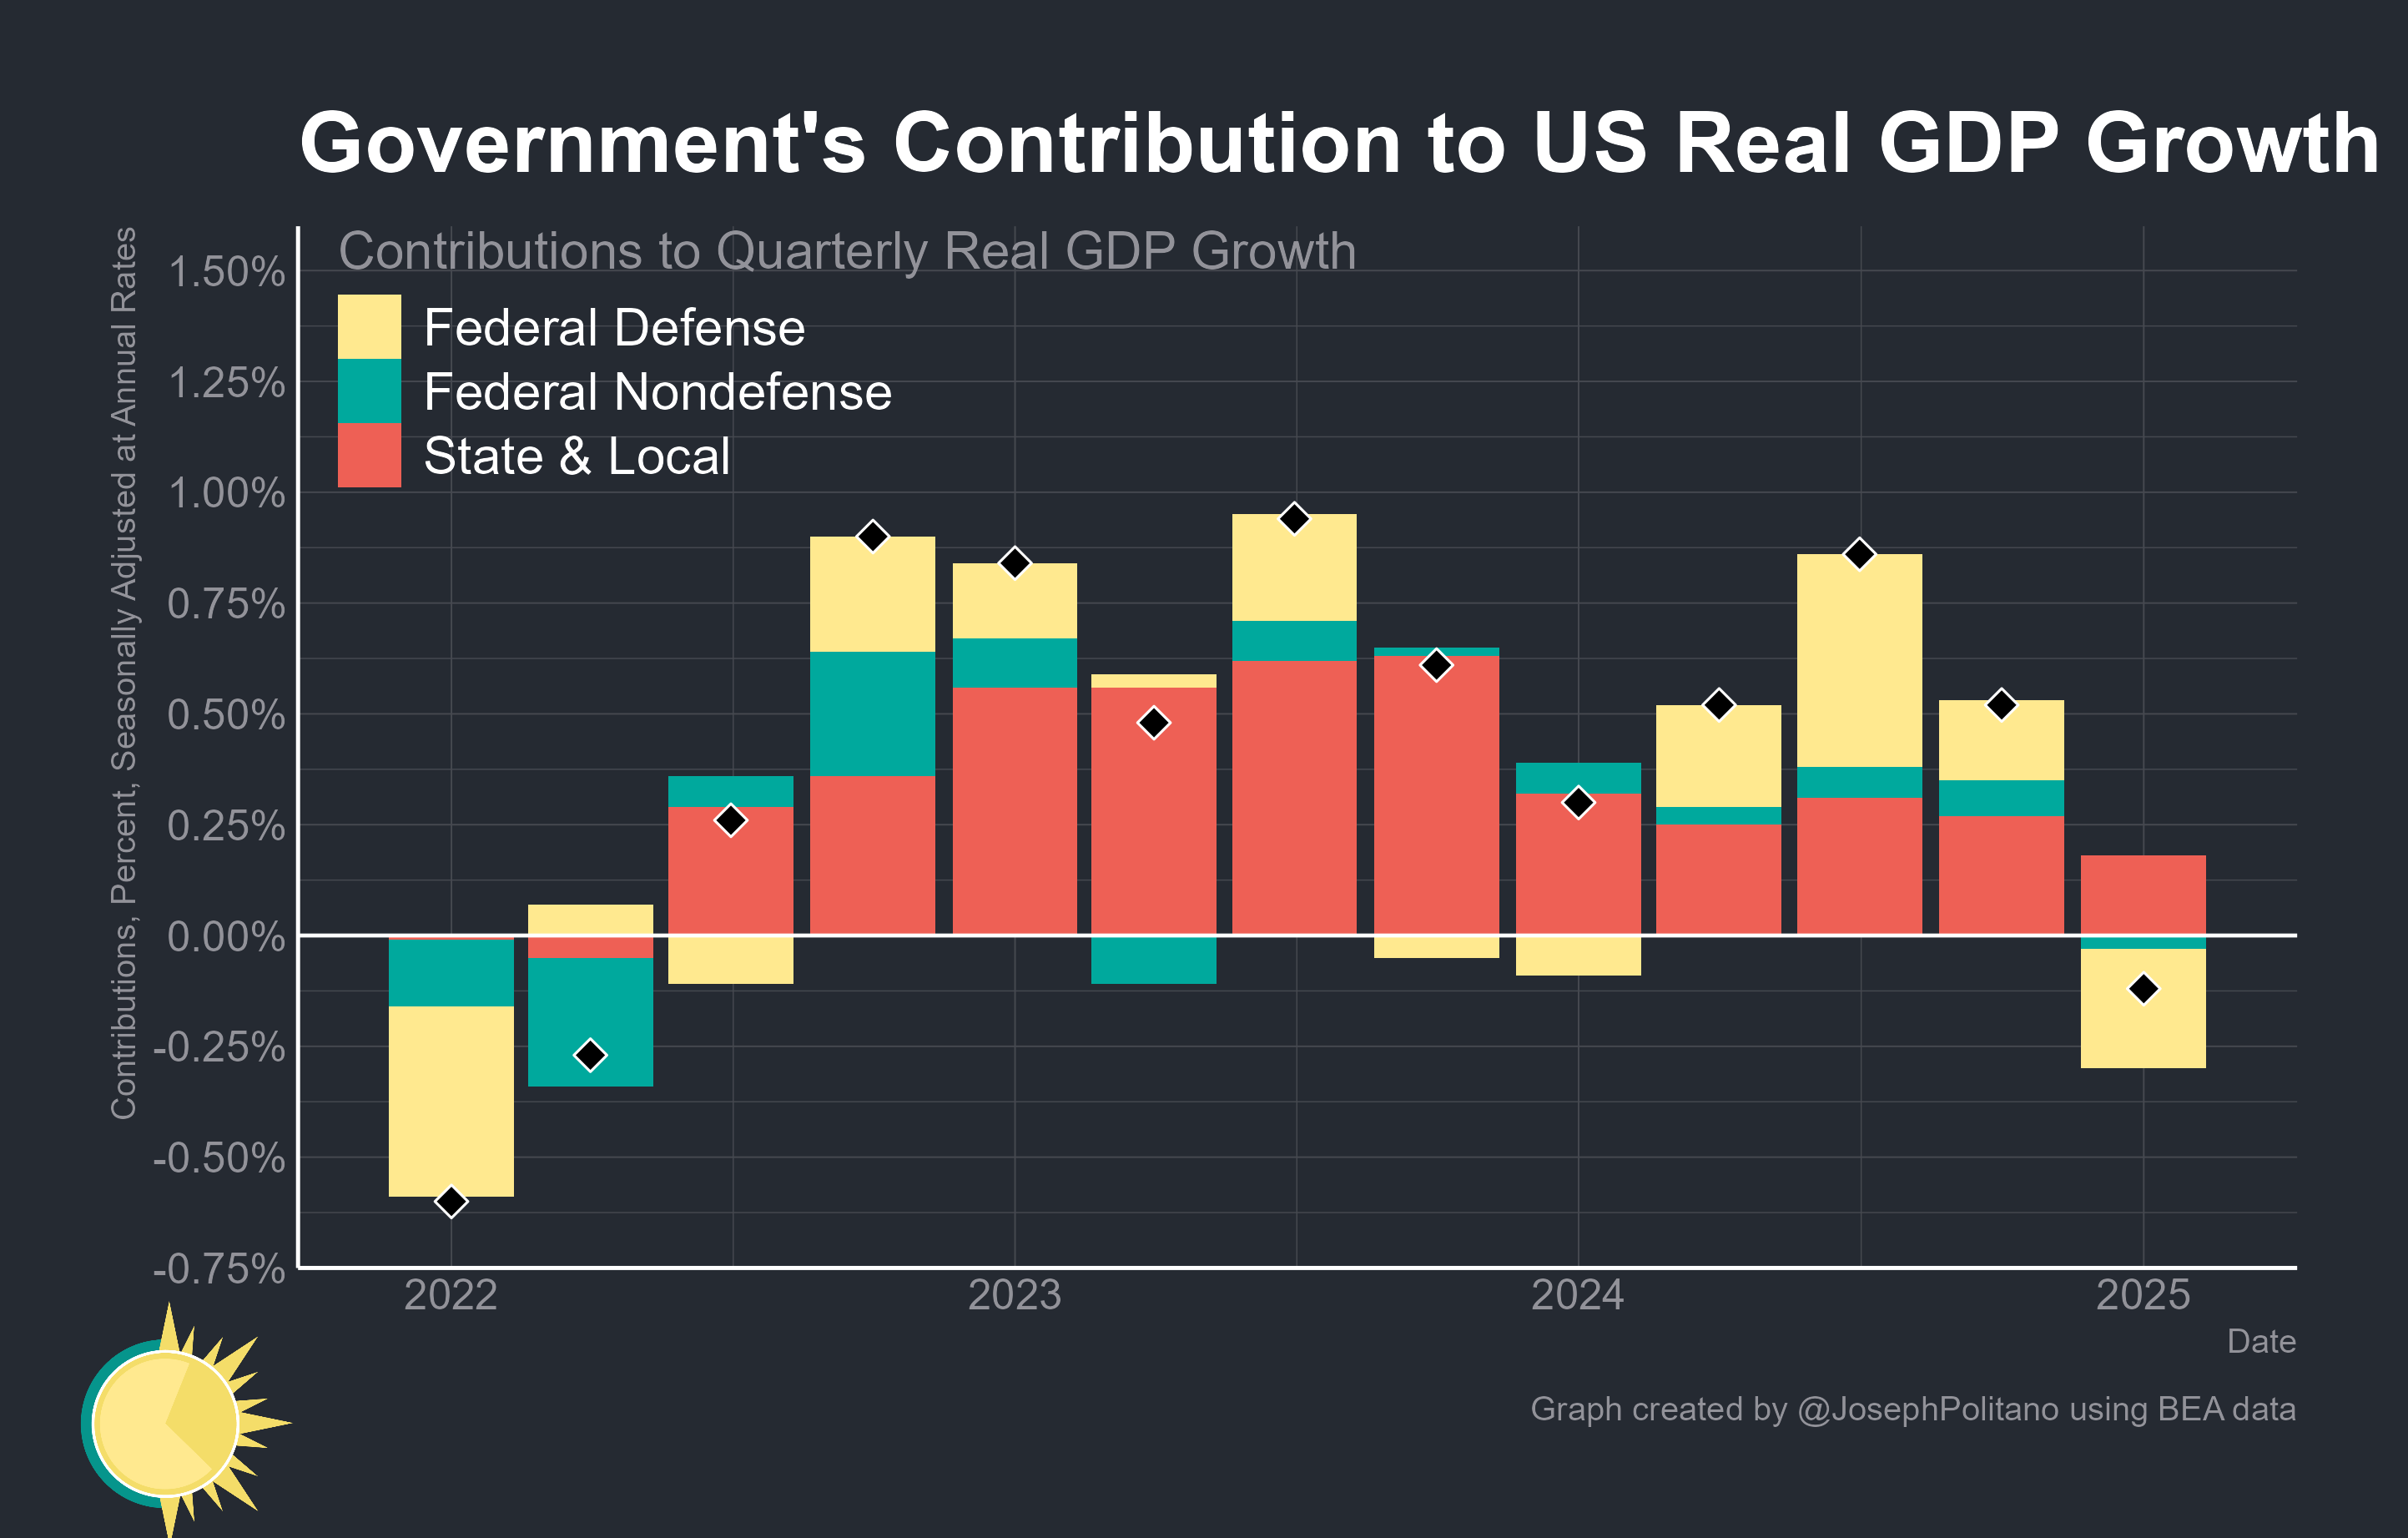 Government's Contribution to US Real GDP Growth
Contributions to Quarterly Real GDP Growth
Federal Defense
Federal Nondefense
State & Local
Contributions, Percent, Seasonally Adjusted at Annual Rates
1.50%
1.25%
1.00%
0.75%
0.50%
0.25%
0.00%
-0.25%
-0.50%
-0.75%
2022 2023 2024 2025
Date
Graph created by @JosephPolitano using BEA data